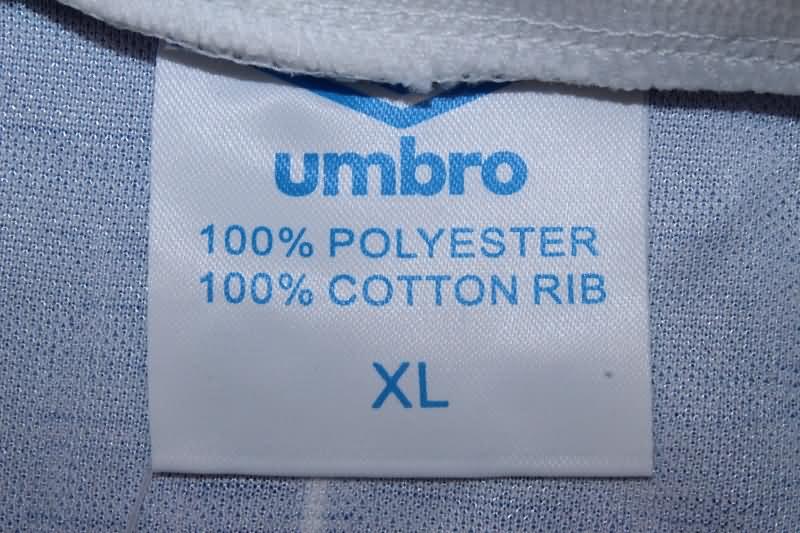 umbro
100% POLYESTER
100% COTTON RIB
XL